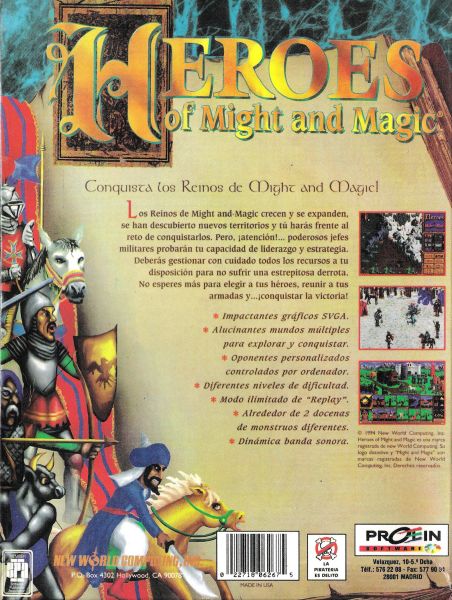 HEROES
of Might and Magic
Conquista los Reinos de Might and Magic!
Los Reinos de Might and Magic crecen y se expanden,
se han descubierto nuevos territorios y tú harás frente al
reto de conquistarlos. Pero, ¡atención!... poderosos jefes
militares probarán tu capacidad de liderazgo y estrategia.
Deberás gestionar con cuidado todos los recursos a tu
disposición para no sufrir una estrepitosa derrota.
No esperes más para elegir a tus héroes, reunir a tus
armadas y...¡conquistar la victoria!
* Impactantes gráficos SVGA.
* Alucinantes mundos múltiples
para explorar y conquistar.
* Oponentes personalizados
controlados por ordenador.
* Diferentes niveles de dificultad.
* Modo ilimitado de "Replay".
* Alrededor de 2 docenas
de monstruos diferentes.
* Dinámica banda sonora.
© 1994 New World Computing, Inc.
Heroes of Might and Magic es una marca
registrada de new World Computing. Su
logo distintivo y "Might and Magic" son
marcas registradas de New World
Computing, Inc. Derechos reservados.
NEW WORLD COMPUTING, INC.
P.O. Box 4302 Hollywood, CA 90078
0 22718 06267 5
MADE IN USA
LA
PIRATERIA
ES DELITO
PROEIN
SOFTWARE
Velazquez, 10-5.º Dcha
Tél.: 576 22 08 - Fax: 577 90
28001 MADRID